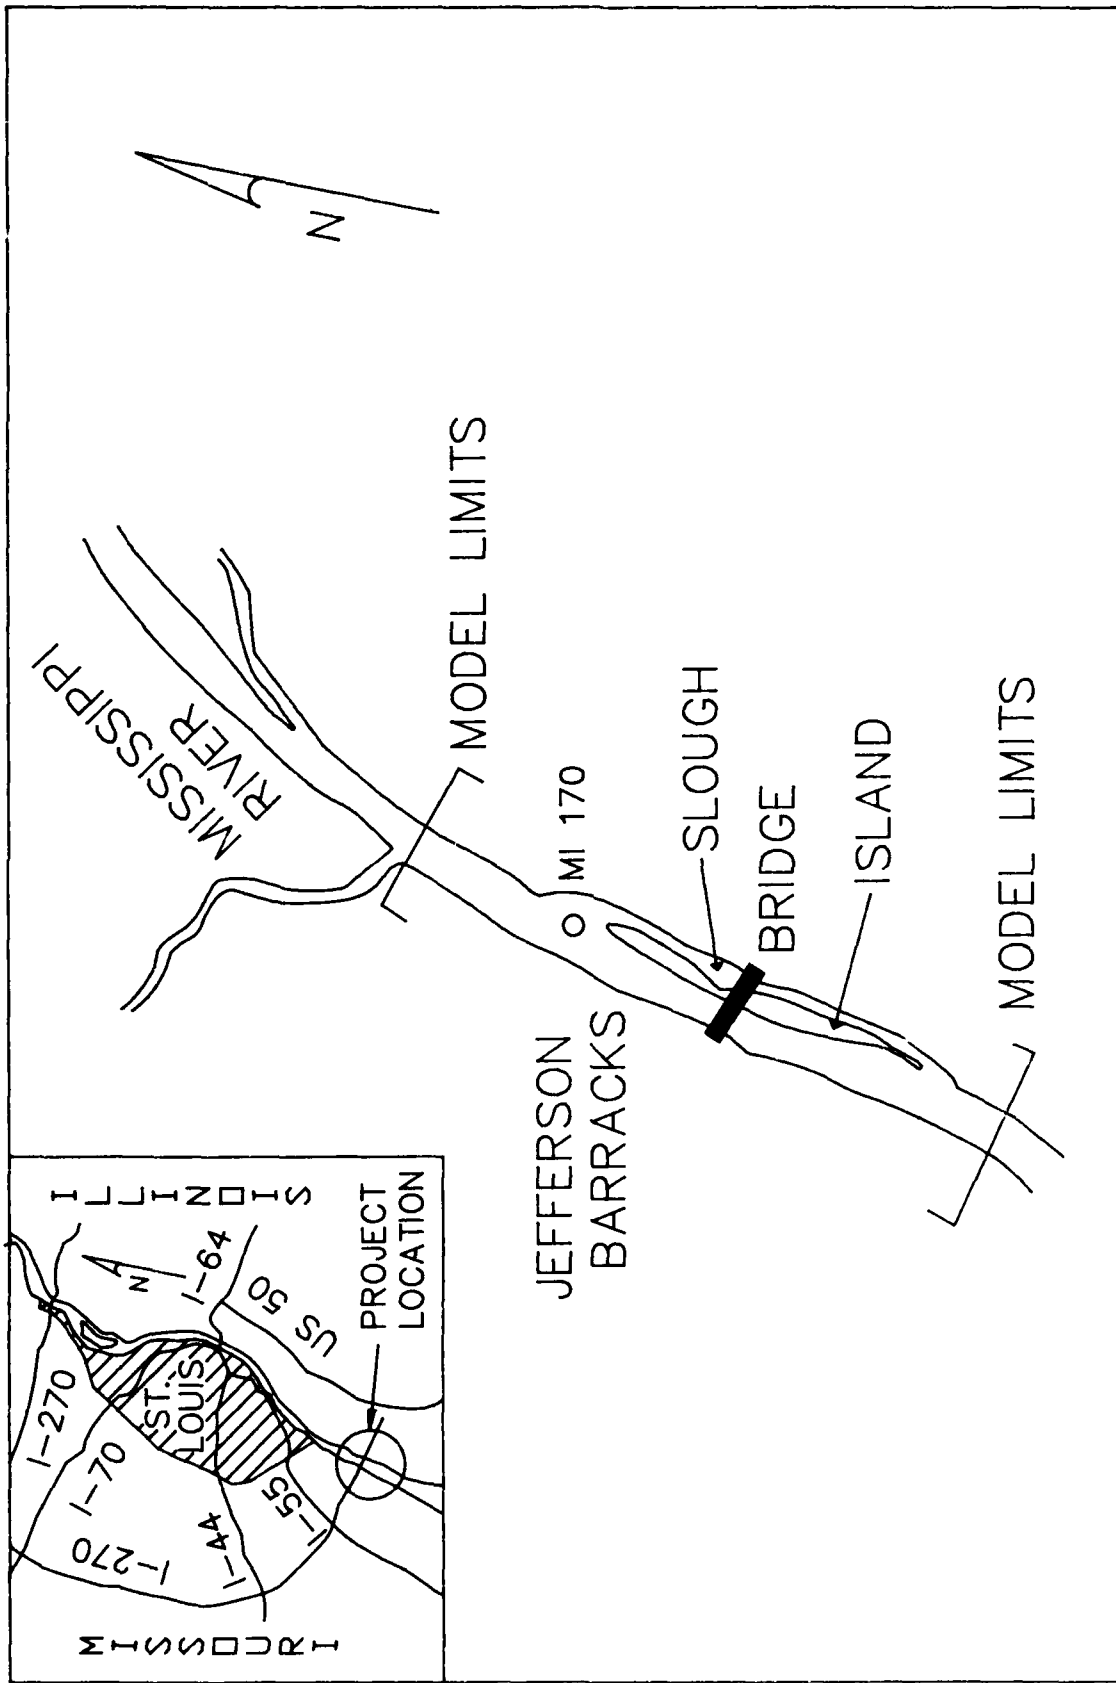 MISSOURI
ILLINOIS
I-270
I-70
I-270
ST.
LOUIS
I-64
I-44
I-55
US 50
PROJECT
LOCATION
N
MISSISSIPPI
RIVER
N
MODEL LIMITS
MI 170
JEFFERSON
BARRACKS
SLOUGH
BRIDGE
ISLAND
MODEL LIMITS